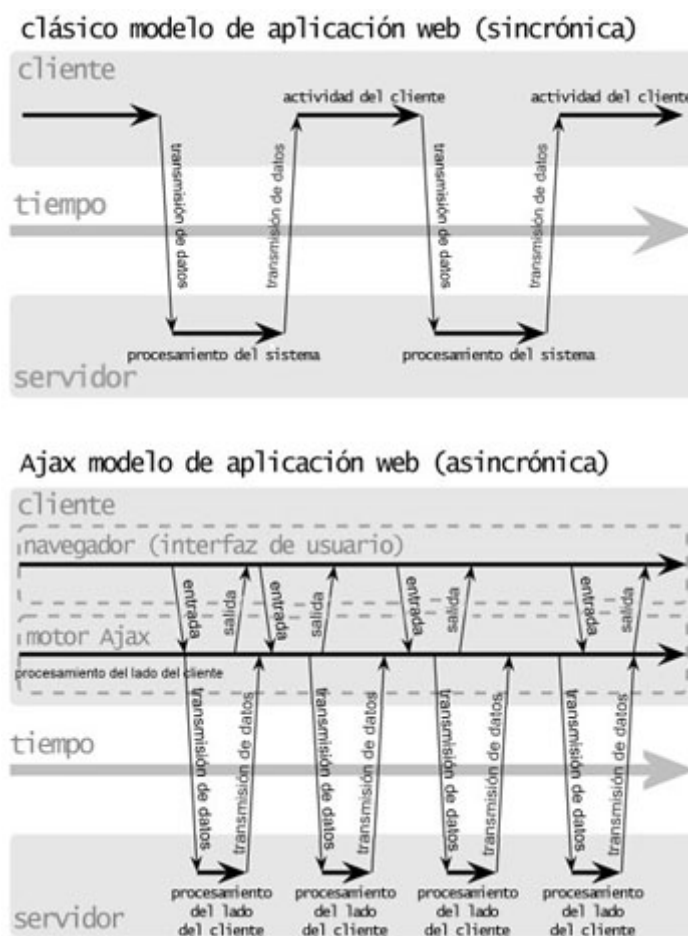 clásico modelo de aplicación web (sincrónica)
cliente
actividad del cliente
actividad del cliente
transmisión de datos
transmisión de datos
transmisión de datos
transmisión de datos
tiempo
procesamiento del sistema
procesamiento del sistema
servidor
Ajax modelo de aplicación web (asincrónica)
cliente
navegador (interfaz de usuario)
entrada
salida
entrada
salida
entrada
salida
entrada
salida
motor Ajax
procesamiento del lado del cliente
transmisión de datos
transmisión de datos
transmisión de datos
transmisión de datos
transmisión de datos
transmisión de datos
transmisión de datos
transmisión de datos
tiempo
procesamiento
del lado
del cliente
procesamiento
del lado
del cliente
procesamiento
del lado
del cliente
procesamiento
del lado
del cliente
servidor